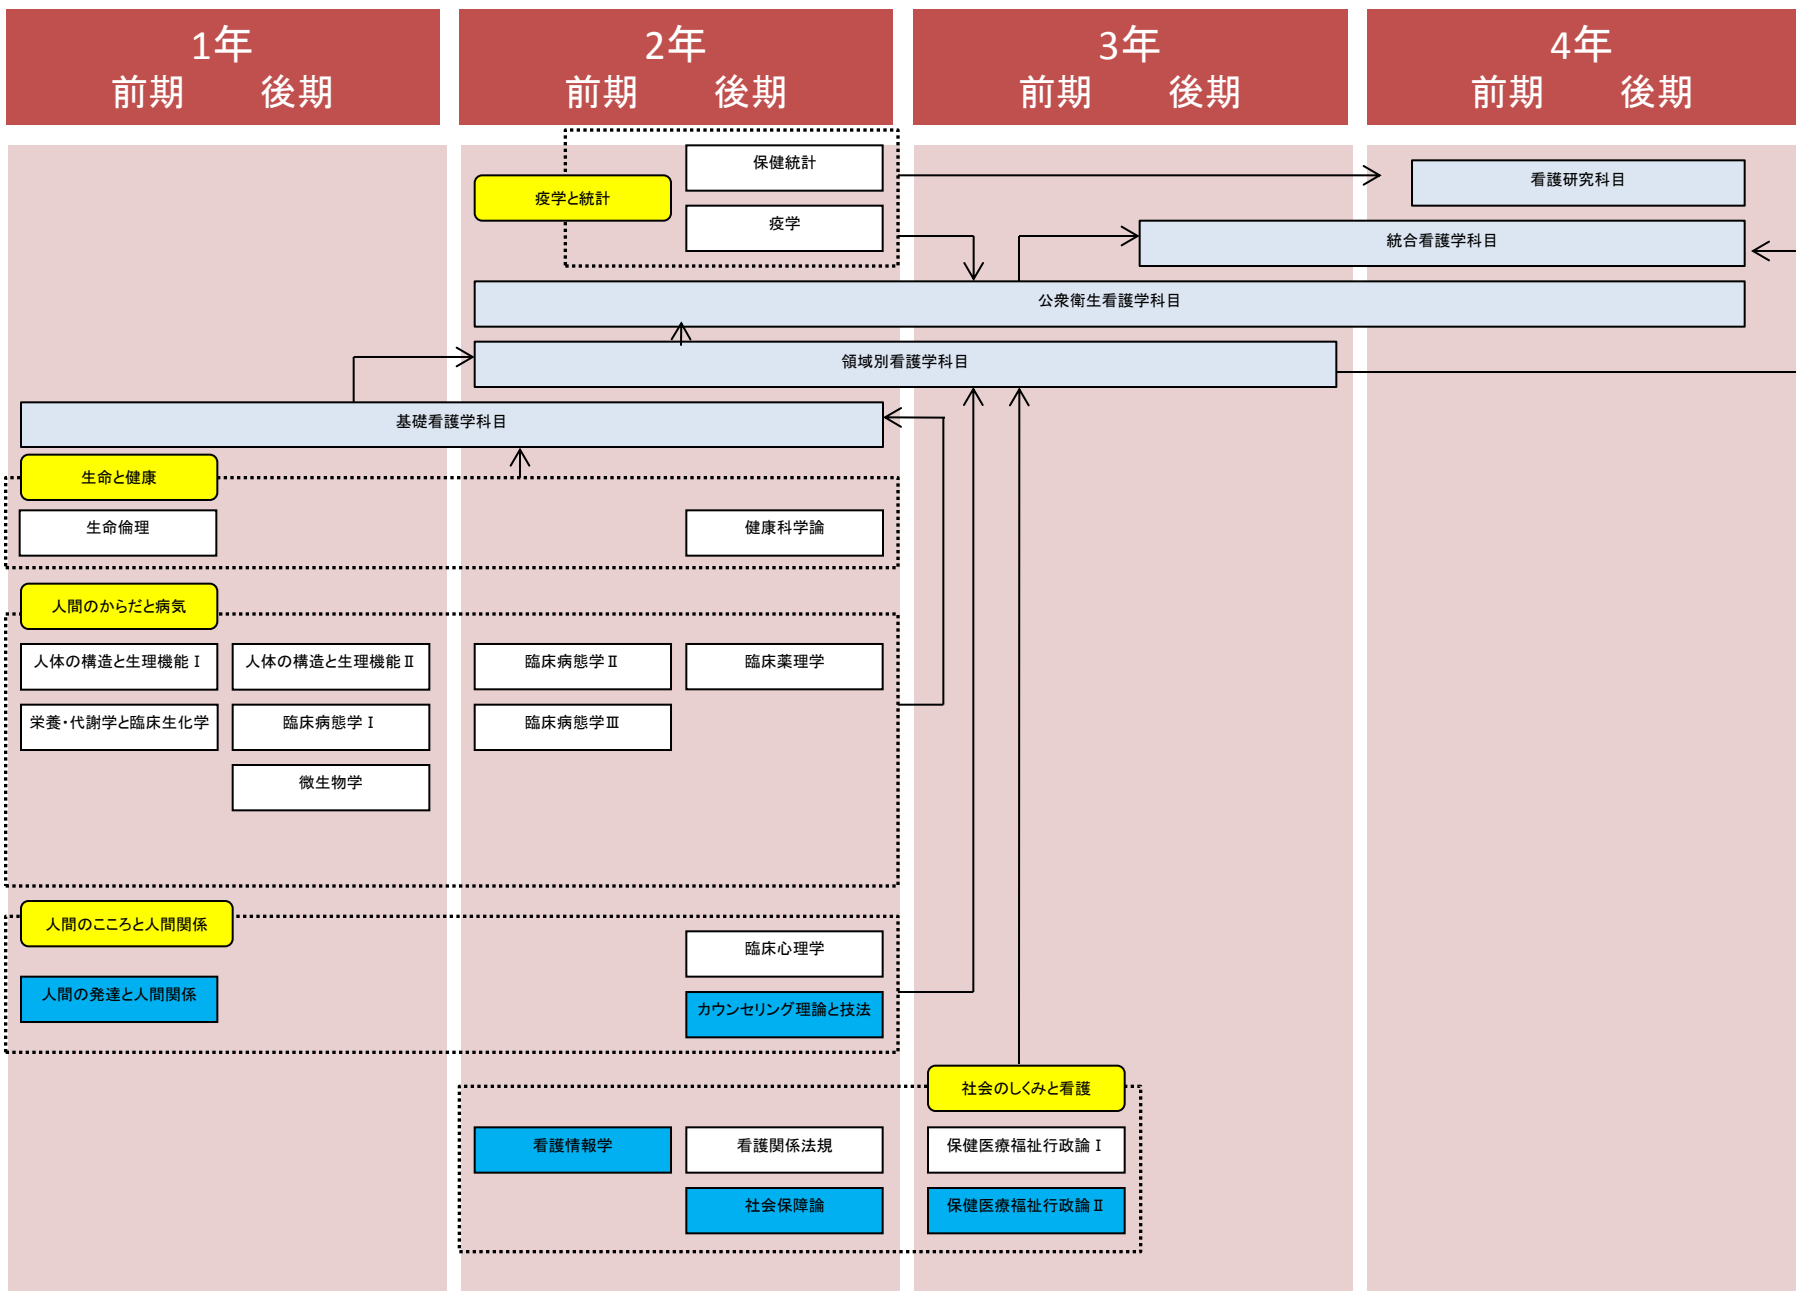 1年
前期 後期
2年
前期 後期
3年
前期 後期
4年
前期 後期
保健統計
疫学と統計
疫学
看護研究科目
統合看護学科目
公衆衛生看護学科目
領域別看護学科目
基礎看護学科目
生命と健康
生命倫理
健康科学論
人間のからだと病気
人体の構造と生理機能Ⅰ
人体の構造と生理機能Ⅱ
臨床病態学Ⅱ
臨床薬理学
栄養・代謝学と臨床生化学
臨床病態学Ⅰ
臨床病態学Ⅲ
微生物学
人間のこころと人間関係
臨床心理学
人間の発達と人間関係
カウンセリング理論と技法
社会のしくみと看護
看護情報学
看護関係法規
保健医療福祉行政論Ⅰ
社会保障論
保健医療福祉行政論Ⅱ